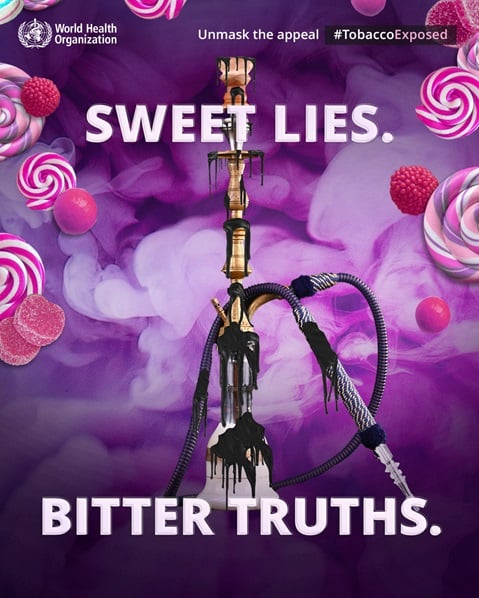 World Health
Organization
Unmask the appeal #TobaccoExposed
SWEET LIES.
BITTER TRUTHS.